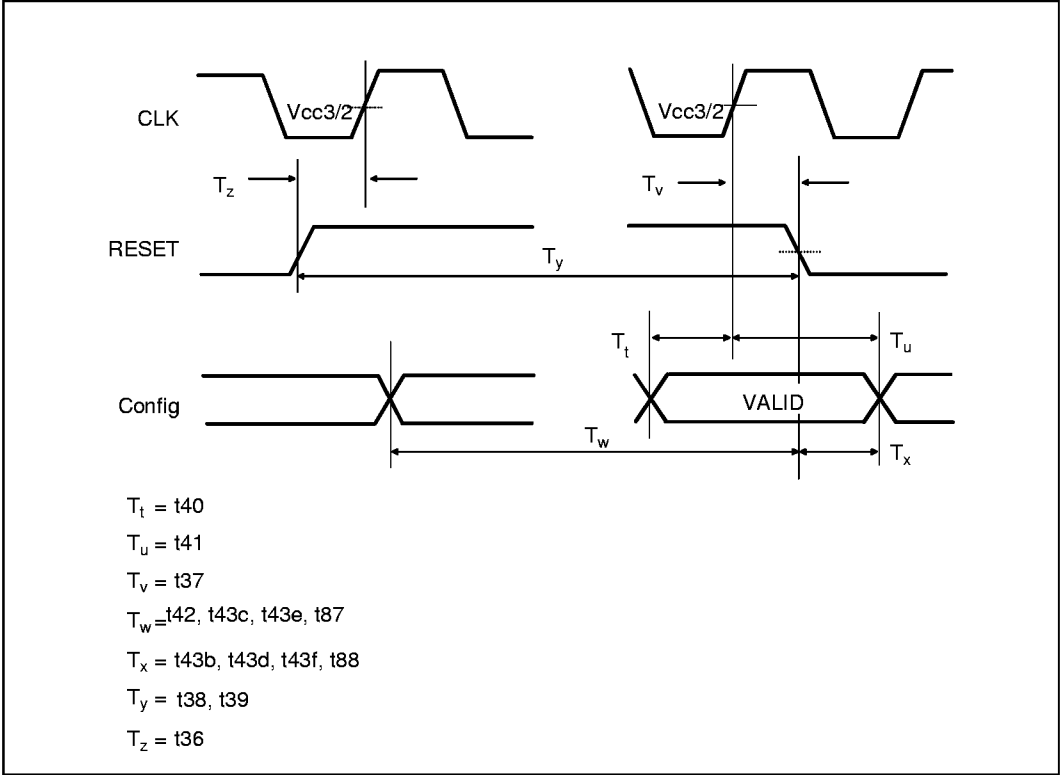 CLK Vcc3/2 Vcc3/2
Tz Tv
RESET
Ty
Tt Tu
Config VALID
Tw Tx
Tt = t40
Tu = t41
Tv = t37
Tw=t42, t43c, t43e, t87
Tx = t43b, t43d, t43f, t88
Ty = t38, t39
Tz = t36